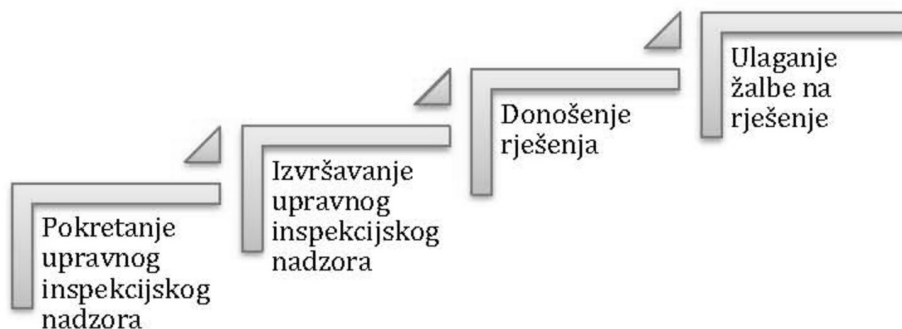 Pokretanje
upravnog
inspekcijskog
nadzora
Izvršavanje
upravnog
inspekcijskog
nadzora
Donošenje
rješenja
Ulaganje
žalbe na
rješenje